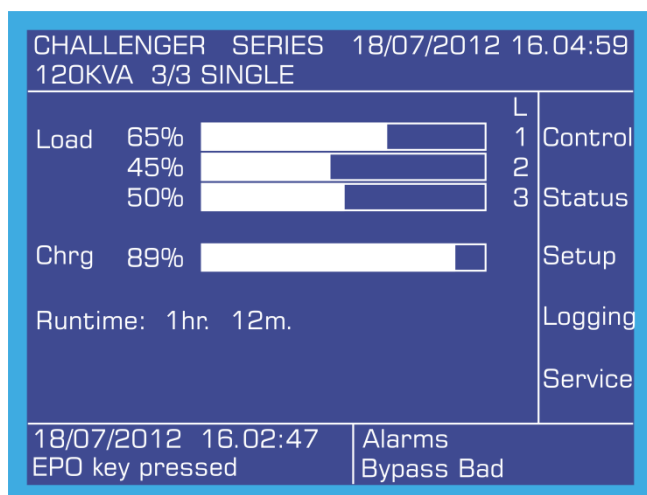 CHALLENGER SERIES 18/07/2012 16.04:59
120KVA 3/3 SINGLE
L
Load 65% 1 Control
45% 2
50% 3 Status
Chrg 89% Setup
Runtime: 1hr. 12m. Logging
Service
18/07/2012 16.02:47 Alarms
EPO key pressed Bypass Bad